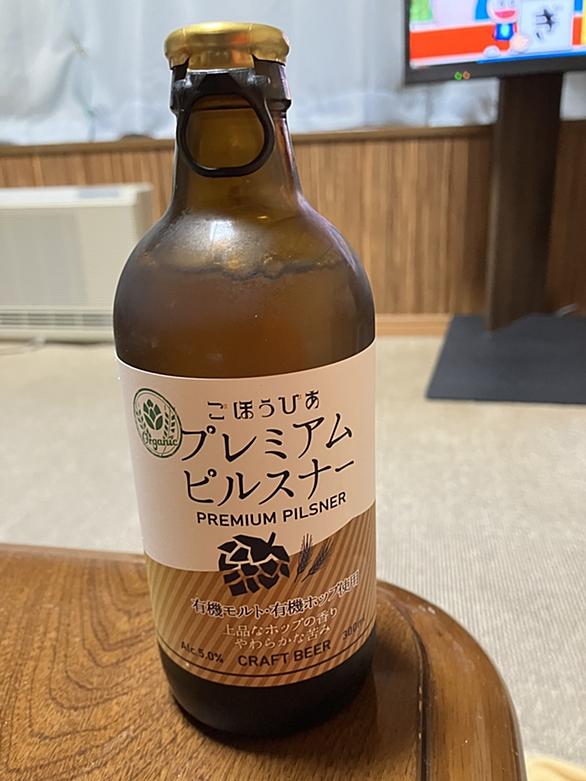 ぎ
ごほうびあ
Organic
プレミアム
ピルスナー
PREMIUM PILSNER
有機モルト・有機ホップ使用
上品なホップの香り
やわらかな苦み
Alc.5.0% CRAFT BEER 300ml